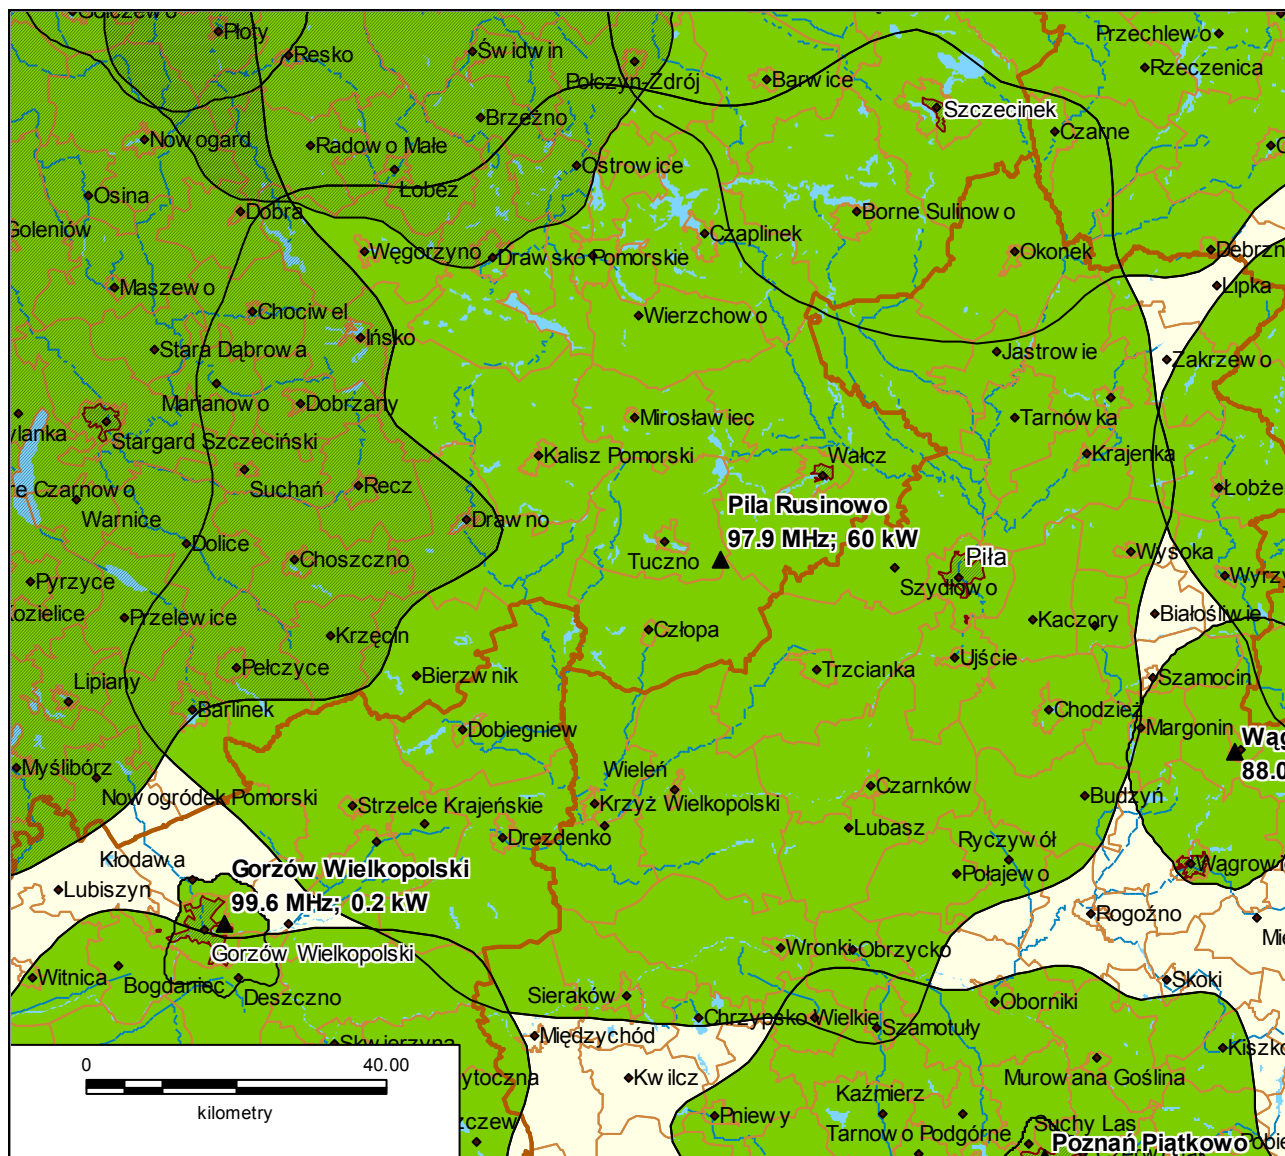 Płoty
Resko
Świdwin
Połczyn-Zdrój
Barwice
Przechlewo
Rzeczenica
Szczecinek
Czarne
Nowogard
Radowo Małe
Brzeźno
Łobez
Ostrowice
Osina
Dobra
Goleniów
Węgorzyno
Drawsko Pomorskie
Czaplinek
Borne Sulinowo
Okonek
Lipka
Maszewo
Chociwel
Ińsko
Wierzchowo
Stara Dąbrowa
Jastrowie
Zakrzewo
Marianowo
Dobrzany
Mirosławiec
Tarnówka
Stargard Szczeciński
Kalisz Pomorski
Wałcz
Krajenka
Suchań
Recz
Warnice
Drawno
Pila Rusinowo
97.9 MHz; 60 kW
Dolice
Choszczno
Tuczno
Piła
Szydłowo
Wysoka
Pyrzyce
Przelewice
Krzęcin
Człopa
Kaczory
Białośliwie
Pełczyce
Bierzwnik
Trzcianka
Ujście
Szamocin
Lipiany
Barlinek
Dobiegniew
Chodzież
Margonin
Myślibórz
Nowogródek Pomorski
Strzelce Krajeńskie
Wieleń
Krzyż Wielkopolski
Czarnków
Budzyń
Drezdenko
Lubasz
Ryczywół
Kłodawa
Gorzów Wielkopolski
99.6 MHz; 0.2 kW
Lubiszyn
Połajewo
Rogoźno
Gorzów Wielkopolski
Wronki
Obrzycko
Witnica
Bogdaniec
Deszczno
Sieraków
Oborniki
Skoki
Chrzypsko Wielkie
Szamotuły
Międzychód
Skwierzyna
Kwilcz
Murowana Goślina
0 40.00
kilometry
Pniewy
Kaźmierz
Tarnowo Podgórne
Suchy Las
Poznań Piątkowo